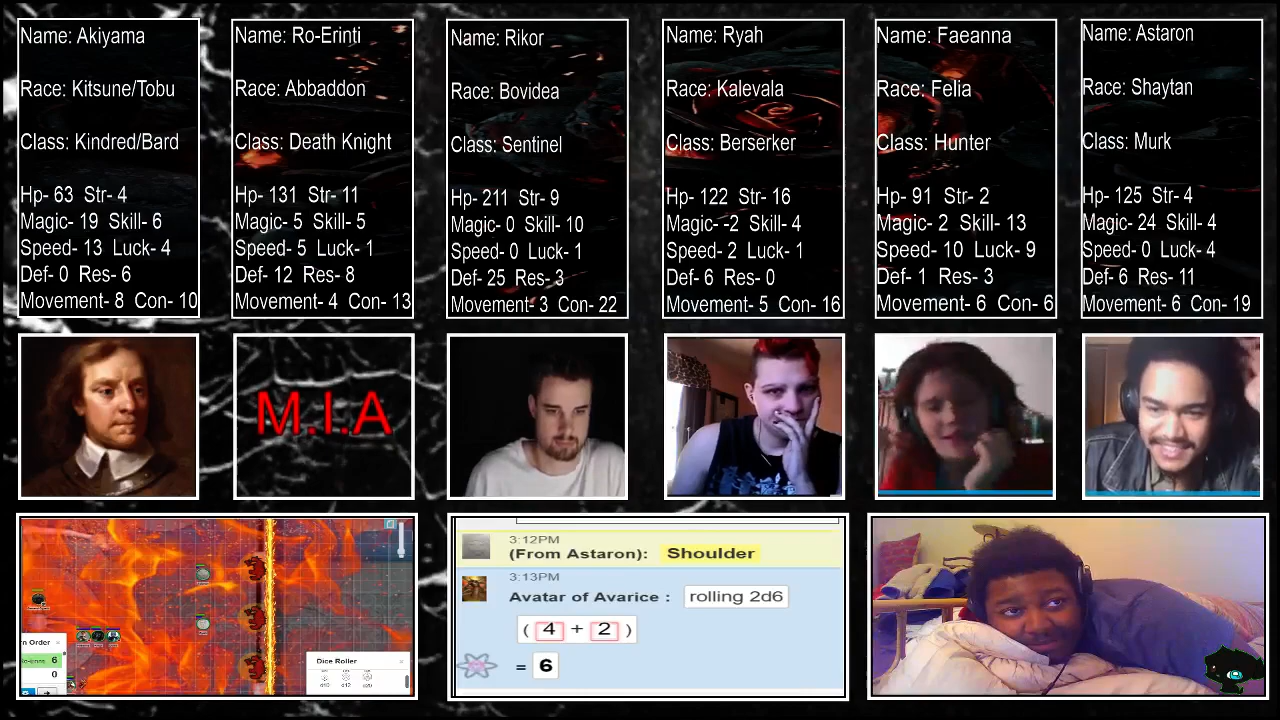 Name: Akiyama
Race: Kitsune/Tobu
Class: Kindred/Bard
Hp- 63 Str- 4
Magic- 19 Skill- 6
Speed- 13 Luck- 4
Def- 0 Res- 6
Movement- 8 Con- 10
Name: Ro-Erinti
Race: Abbaddon
Class: Death Knight
Hp- 131 Str- 11
Magic- 5 Skill- 5
Speed- 5 Luck- 1
Def- 12 Res- 8
Movement- 4 Con- 13
Name: Rikor
Race: Bovidea
Class: Sentinel
Hp- 211 Str- 9
Magic- 0 Skill- 10
Speed- 0 Luck- 1
Def- 25 Res- 3
Movement- 3 Con- 22
Name: Ryah
Race: Kalevala
Class: Berserker
Hp- 122 Str- 16
Magic- -2 Skill- 4
Speed- 2 Luck- 1
Def- 6 Res- 0
Movement- 5 Con- 16
Name: Faeanna
Race: Felia
Class: Hunter
Hp- 91 Str- 2
Magic- 2 Skill- 13
Speed- 10 Luck- 9
Def- 1 Res- 3
Movement- 6 Con- 6
Name: Astaron
Race: Shaytan
Class: Murk
Hp- 125 Str- 4
Magic- 24 Skill- 4
Speed- 0 Luck- 4
Def- 6 Res- 11
Movement- 6 Con- 19
M.I.A
rn Order
6
0
Dice Roller
d10 d12 d20
3:12PM
(From Astaron): Shoulder
3:13PM
Avatar of Avarice : rolling 2d6
( 4 + 2 )
= 6